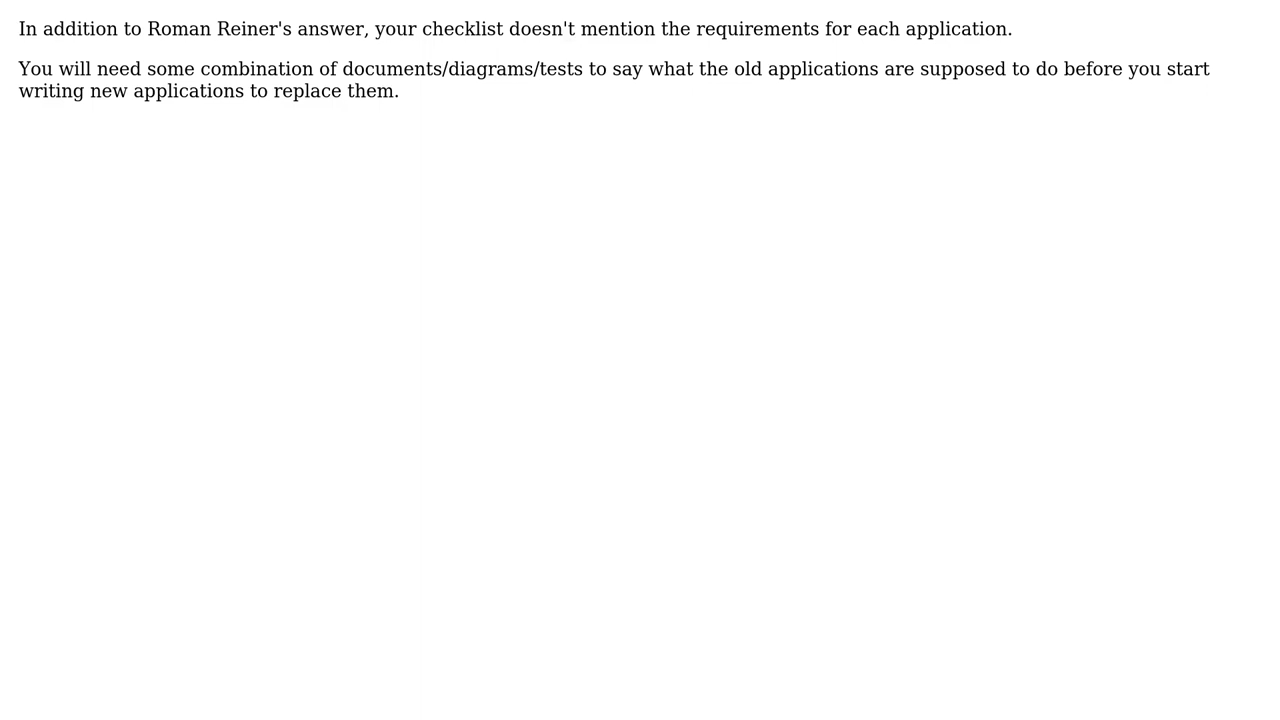 In addition to Roman Reiner's answer, your checklist doesn't mention the requirements for each application.
You will need some combination of documents/diagrams/tests to say what the old applications are supposed to do before you start
writing new applications to replace them.